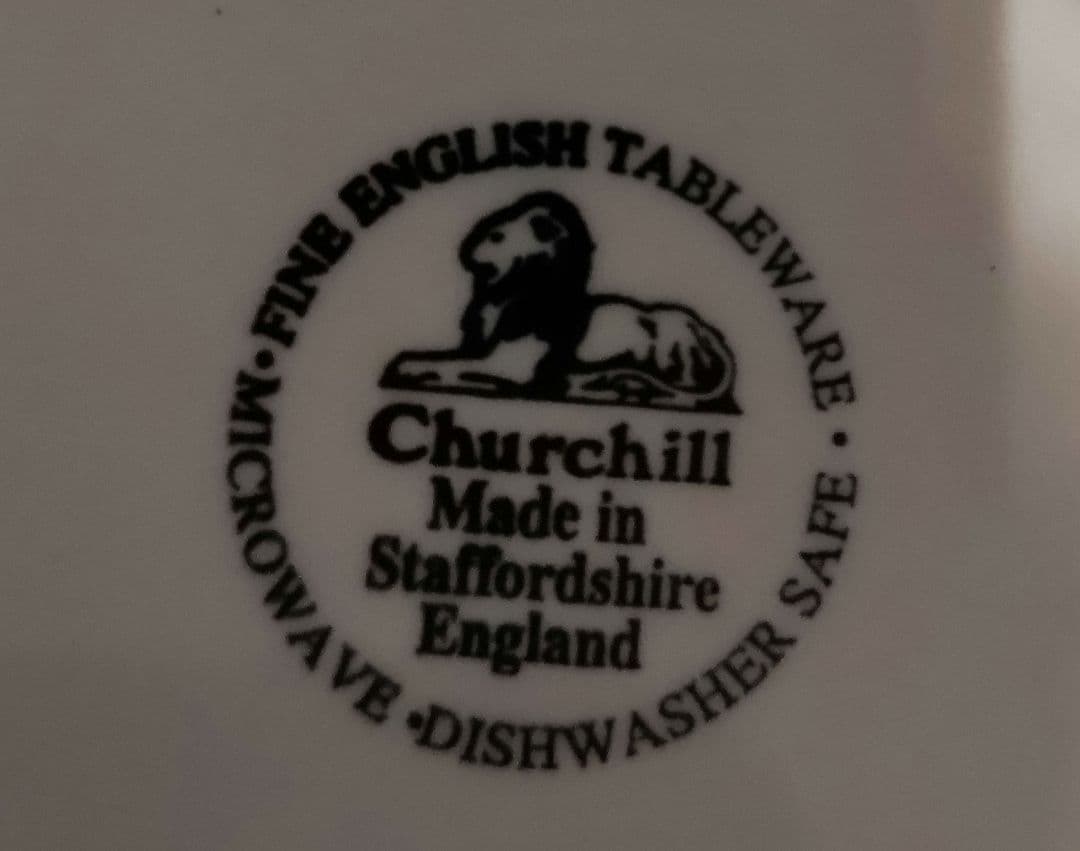 • FINE ENGLISH TABLEWARE •
Churchill
Made in
Staffordshire
England
MICROWAVE • DISHWASHER SAFE